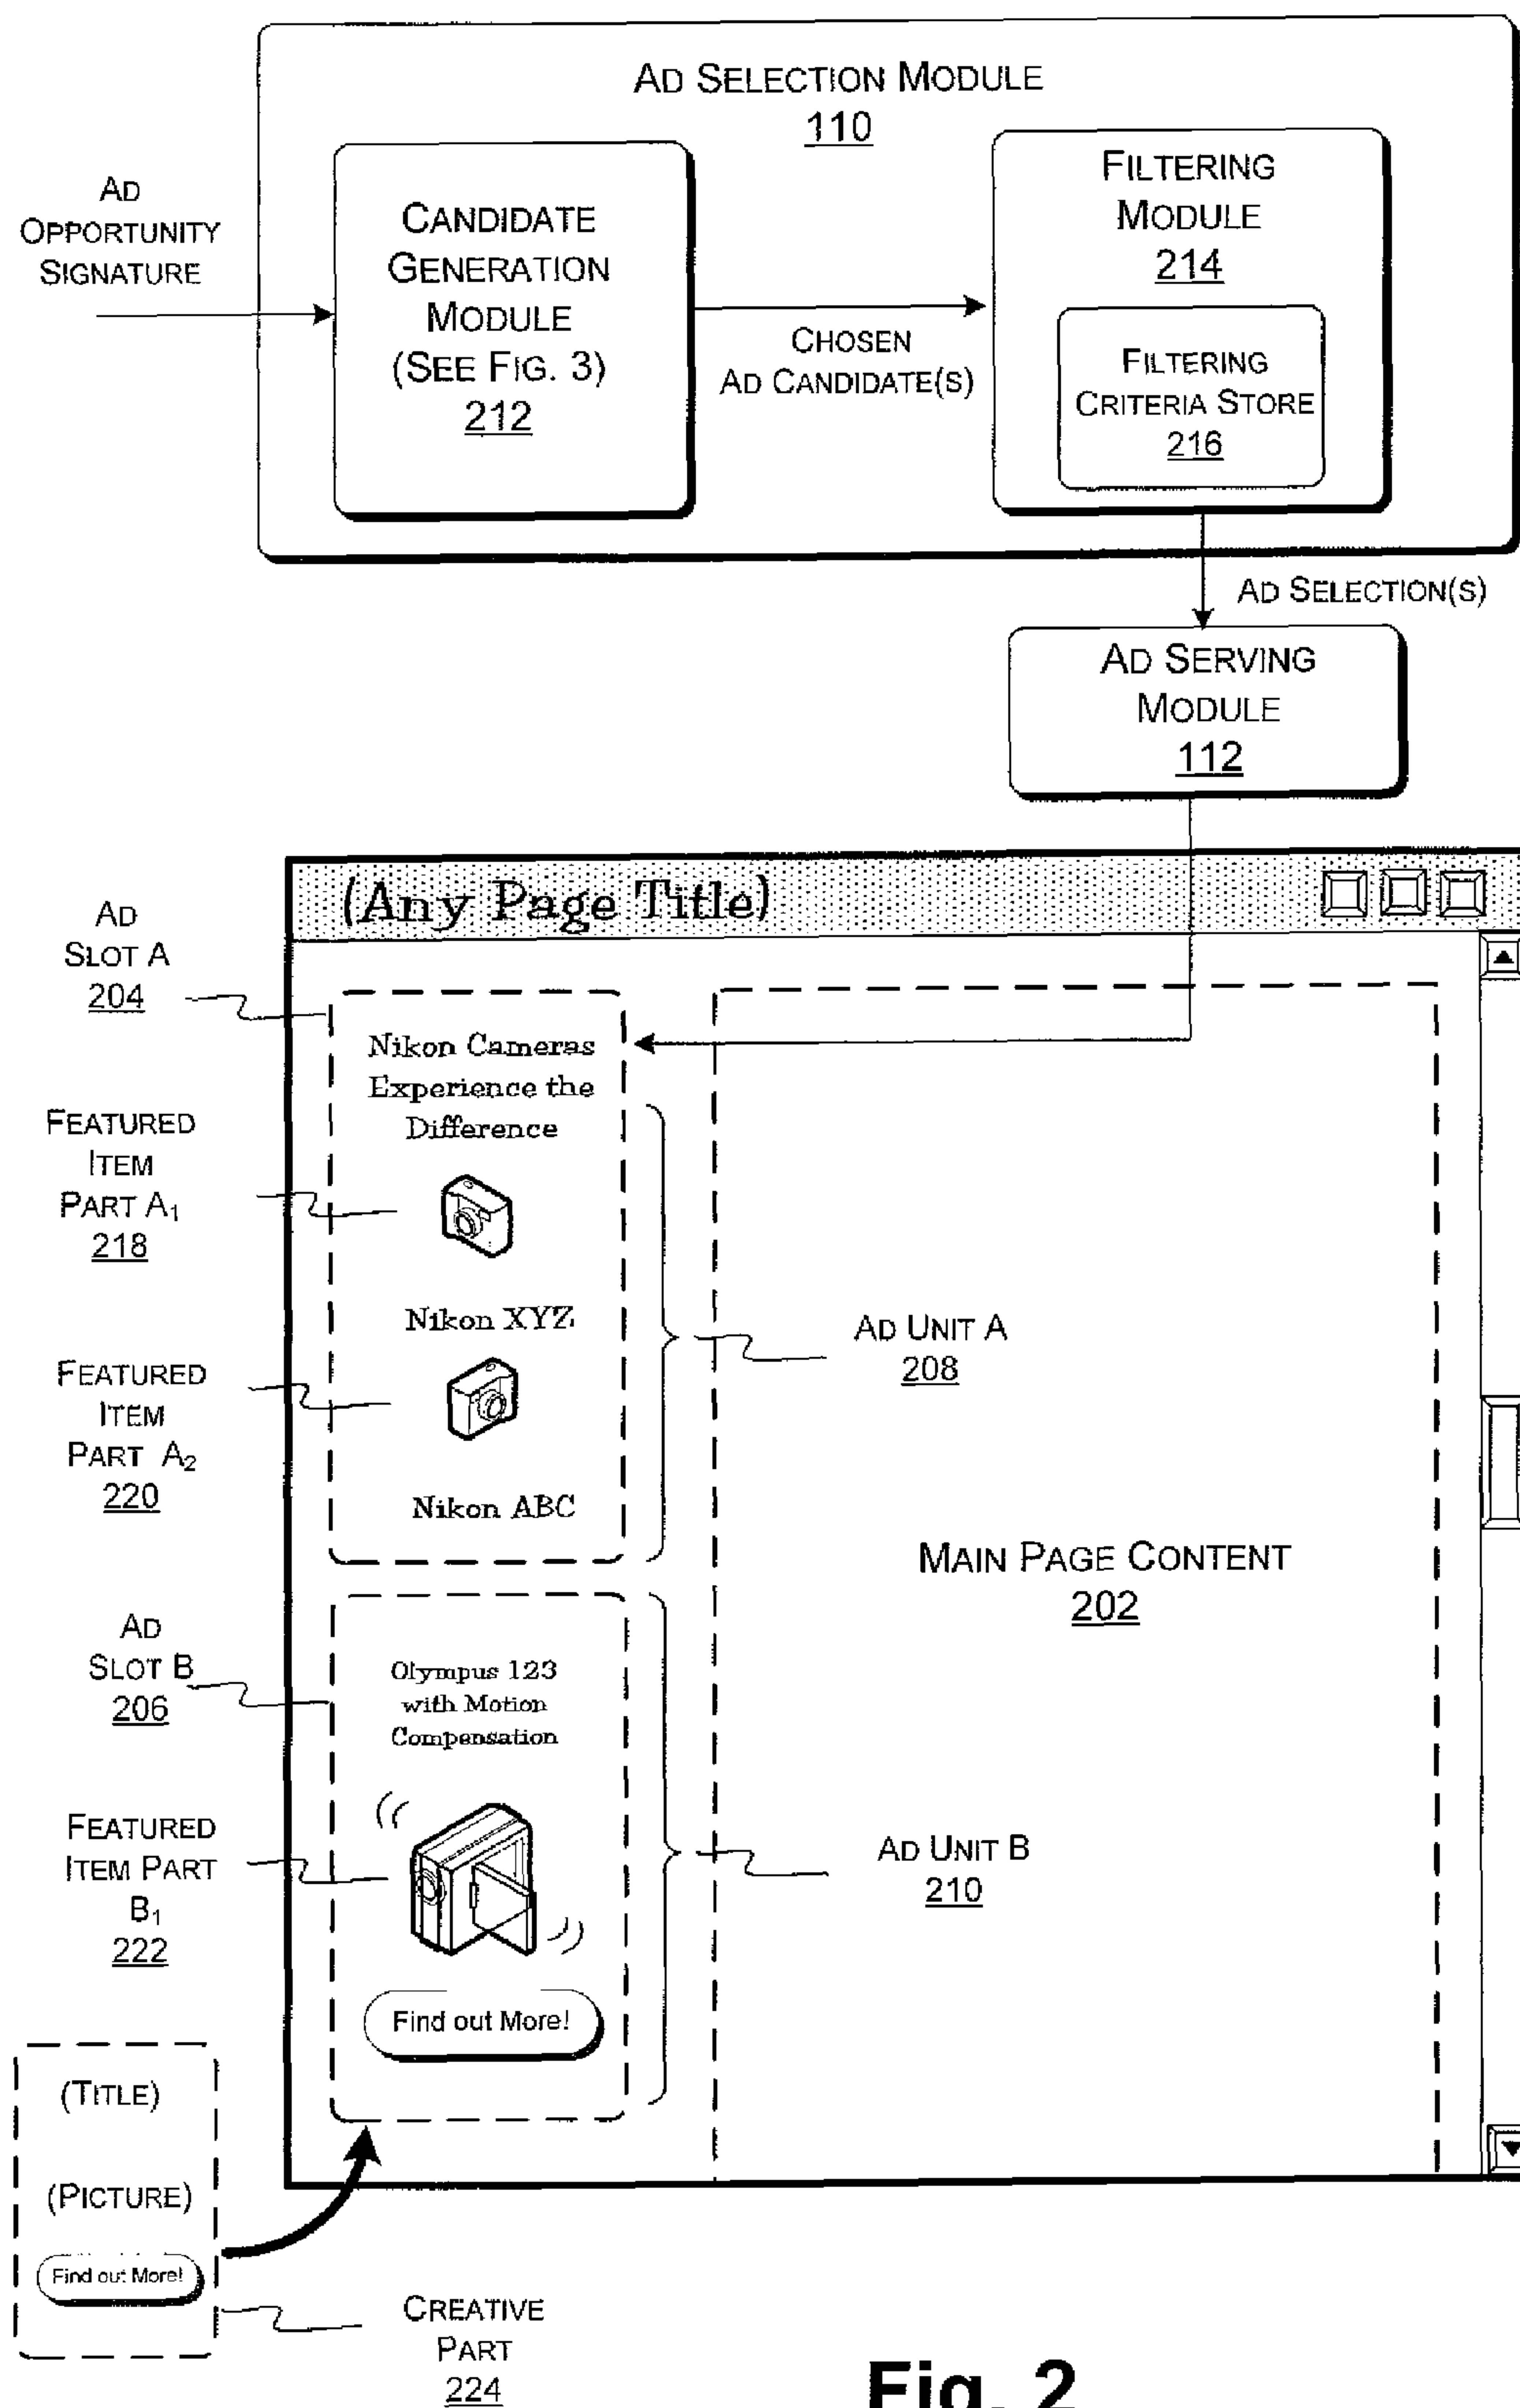 AD SELECTION MODULE
110
AD
OPPORTUNITY
SIGNATURE
CANDIDATE
GENERATION
MODULE
(SEE FIG. 3)
212
CHOSEN
AD CANDIDATE(S)
FILTERING
MODULE
214
FILTERING
CRITERIA STORE
216
AD SELECTION(S)
AD SERVING
MODULE
112
(Any Page Title)
AD
SLOT A
204
Nikon Cameras
Experience the
Difference
FEATURED
ITEM
PART A1
218
Nikon XYZ
AD UNIT A
208
FEATURED
ITEM
PART A2
220
Nikon ABC
MAIN PAGE CONTENT
202
AD
SLOT B
206
Olympus 123
with Motion
Compensation
FEATURED
ITEM PART
B1
222
AD UNIT B
210
Find out More!
(TITLE)
(PICTURE)
Find out More!
CREATIVE
PART
224
Fig. 2